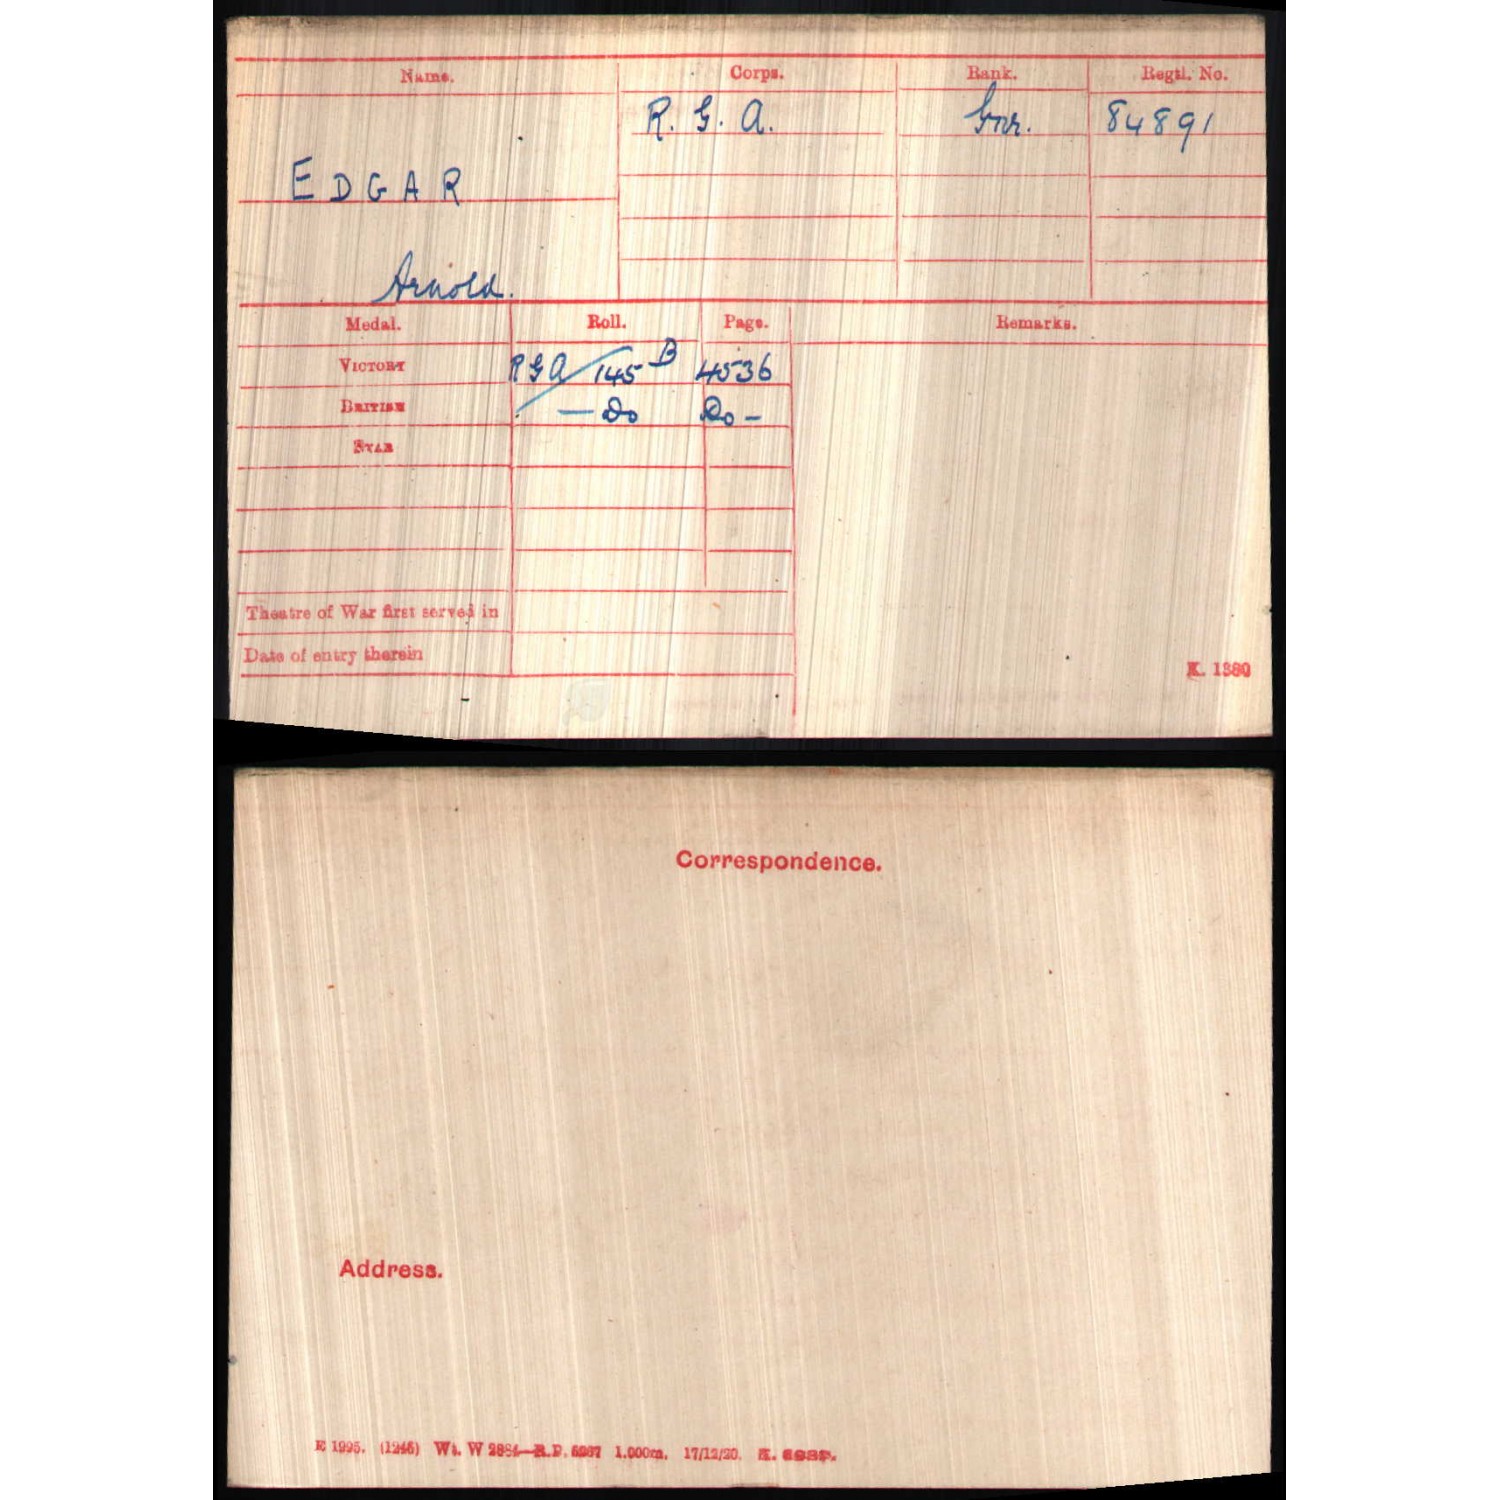 Name. Corps. Rank. Regtl. No.
R. G. A. Gnr. 84891
EDGAR
Arnold.
Medal. Roll. Page. Remarks.
VICTORY RGA/145 B 4536
BRITISH — Do Do —
STAR
Theatre of War first served in
Date of entry therein
K. 1380
Correspondence.
Address.
E 1995. (1246) Wt. W 2884—R.P. 1,000m. 17/12/20.